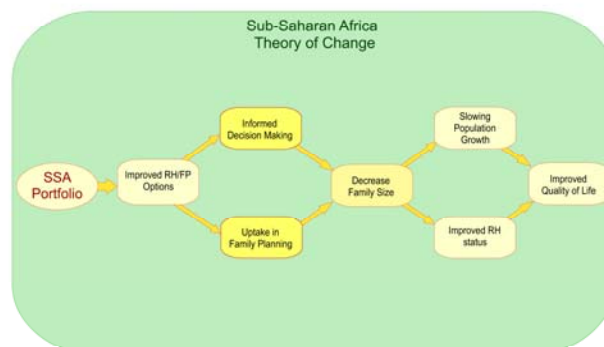 Sub-Saharan Africa
Theory of Change
Informed
Decision Making
Slowing
Population
Growth
SSA
Portfolio
Improved RH/FP
Options
Decrease
Family Size
Improved
Quality of Life
Uptake in
Family Planning
Improved RH
status